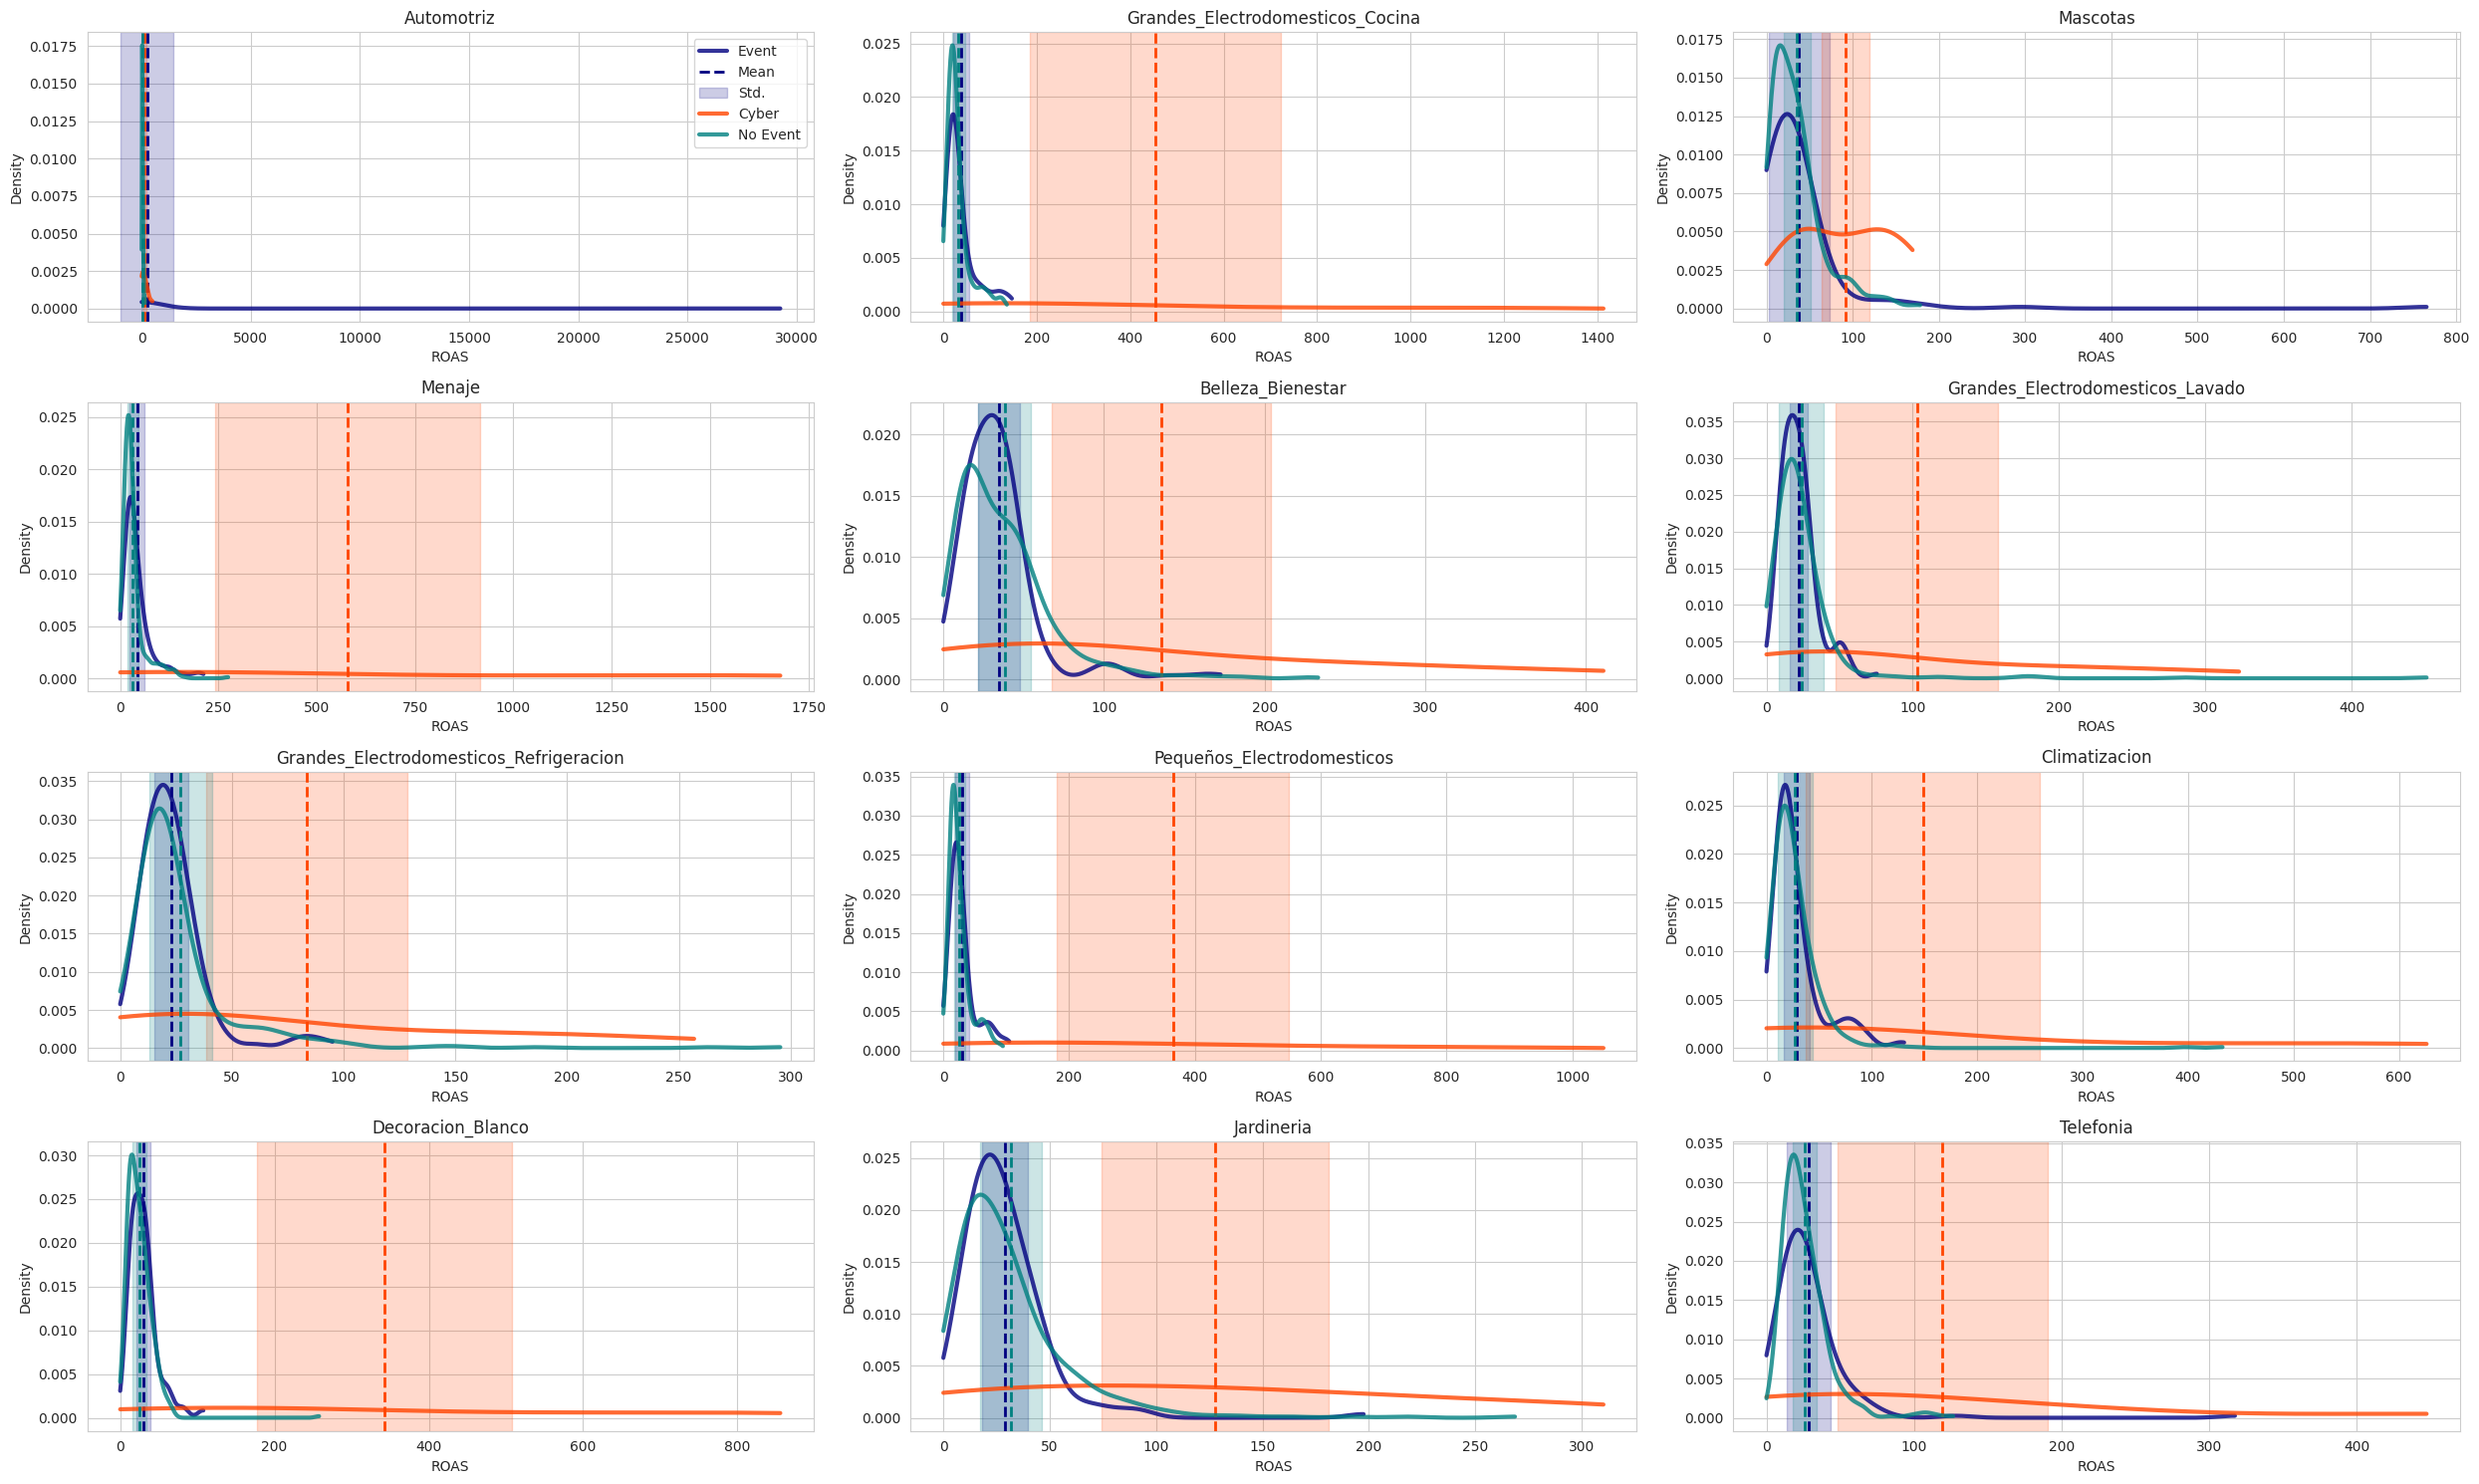 Automotriz
Density
0.0175
0.0150
0.0125
0.0100
0.0075
0.0050
0.0025
0.0000
0 5000 10000 15000 20000 25000 30000
ROAS
Event
Mean
Std.
Cyber
No Event
Grandes_Electrodomesticos_Cocina
Density
0.025
0.020
0.015
0.010
0.005
0.000
0 200 400 600 800 1000 1200 1400
ROAS
Mascotas
Density
0.0175
0.0150
0.0125
0.0100
0.0075
0.0050
0.0025
0.0000
0 100 200 300 400 500 600 700 800
ROAS
Menaje
Density
0.025
0.020
0.015
0.010
0.005
0.000
0 250 500 750 1000 1250 1500 1750
ROAS
Belleza_Bienestar
Density
0.020
0.015
0.010
0.005
0.000
0 100 200 300 400
ROAS
Grandes_Electrodomesticos_Lavado
Density
0.035
0.030
0.025
0.020
0.015
0.010
0.005
0.000
0 100 200 300 400
ROAS
Grandes_Electrodomesticos_Refrigeracion
Density
0.035
0.030
0.025
0.020
0.015
0.010
0.005
0.000
0 50 100 150 200 250 300
ROAS
Pequeños_Electrodomesticos
Density
0.035
0.030
0.025
0.020
0.015
0.010
0.005
0.000
0 200 400 600 800 1000
ROAS
Climatizacion
Density
0.025
0.020
0.015
0.010
0.005
0.000
0 100 200 300 400 500 600
ROAS
Decoracion_Blanco
Density
0.030
0.025
0.020
0.015
0.010
0.005
0.000
0 200 400 600 800
ROAS
Jardineria
Density
0.025
0.020
0.015
0.010
0.005
0.000
0 50 100 150 200 250 300
ROAS
Telefonia
Density
0.035
0.030
0.025
0.020
0.015
0.010
0.005
0.000
0 100 200 300 400
ROAS